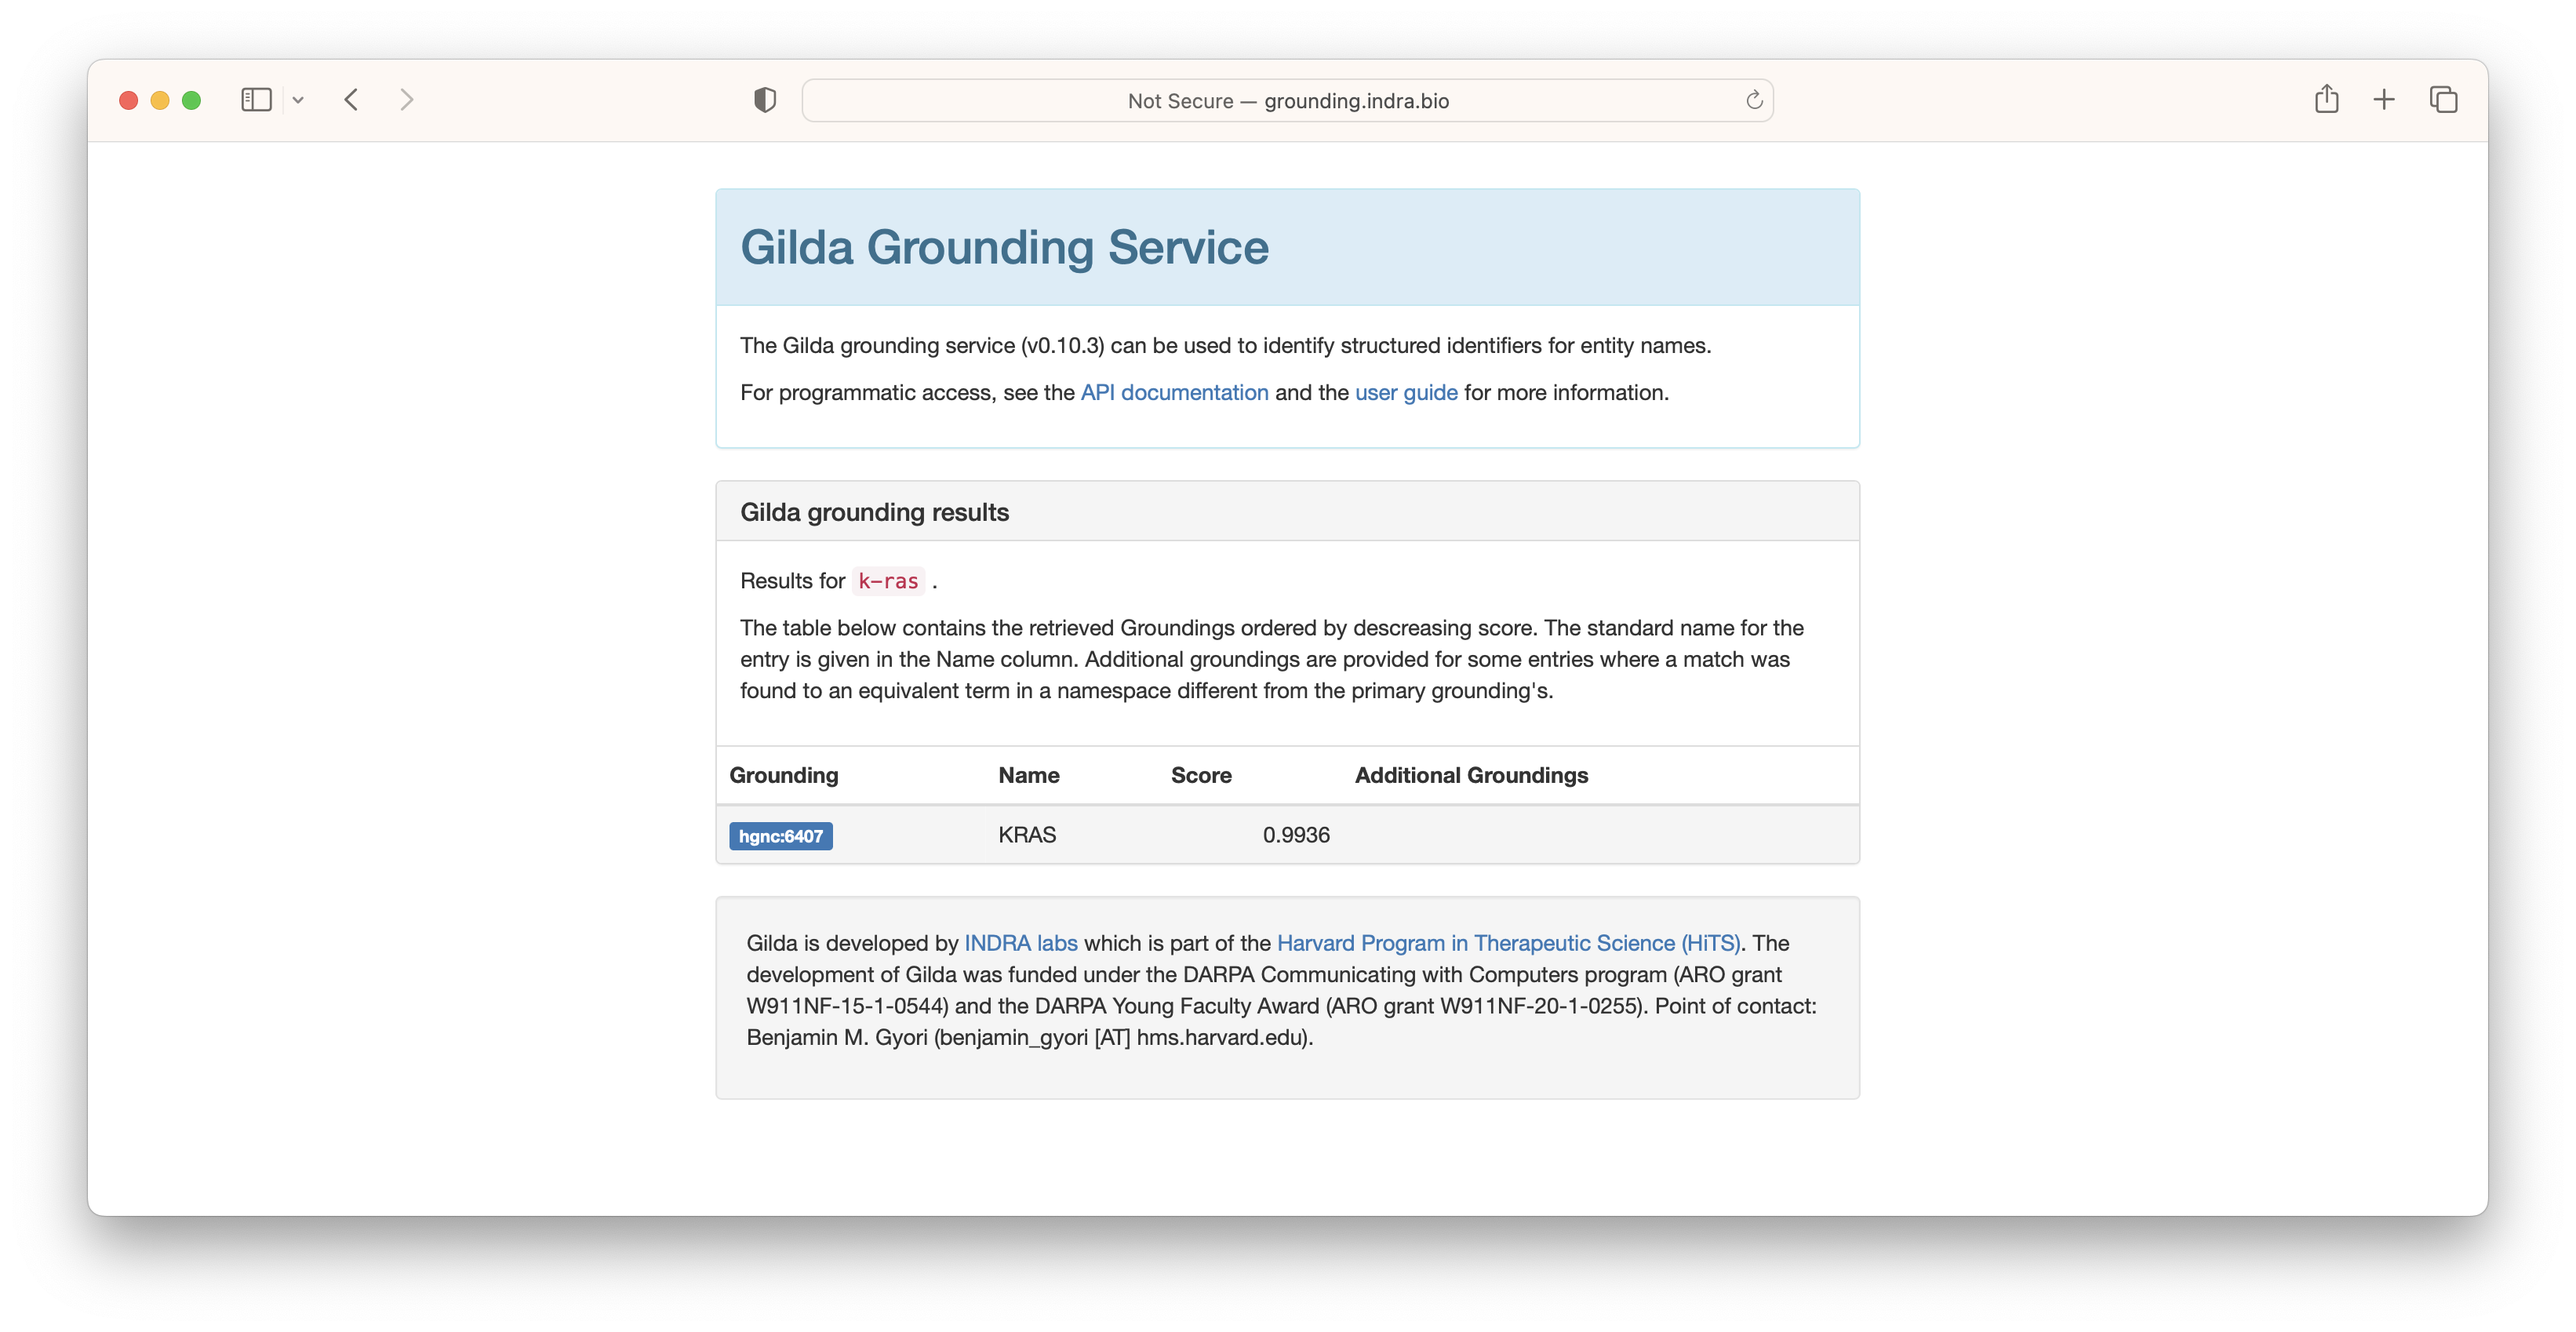 Not Secure — grounding.indra.bio
Gilda Grounding Service
The Gilda grounding service (v0.10.3) can be used to identify structured identifiers for entity names.
For programmatic access, see the API documentation and the user guide for more information.
Gilda grounding results
Results for k-ras .
The table below contains the retrieved Groundings ordered by descreasing score. The standard name for the
entry is given in the Name column. Additional groundings are provided for some entries where a match was
found to an equivalent term in a namespace different from the primary grounding's.
Grounding Name Score Additional Groundings
hgnc:6407 KRAS 0.9936
Gilda is developed by INDRA labs which is part of the Harvard Program in Therapeutic Science (HiTS). The
development of Gilda was funded under the DARPA Communicating with Computers program (ARO grant
W911NF-15-1-0544) and the DARPA Young Faculty Award (ARO grant W911NF-20-1-0255). Point of contact:
Benjamin M. Gyori (benjamin_gyori [AT] hms.harvard.edu).